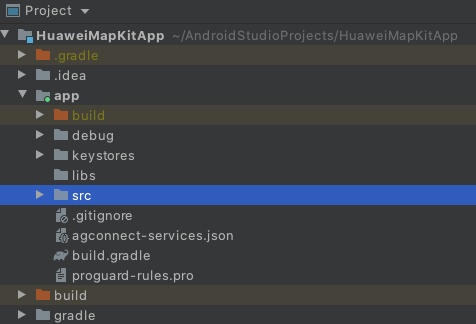 Project
HuaweiMapKitApp ~/AndroidStudioProjects/HuaweiMapKitApp
.gradle
.idea
app
build
debug
keystores
libs
src
.gitignore
agconnect-services.json
build.gradle
proguard-rules.pro
build
gradle